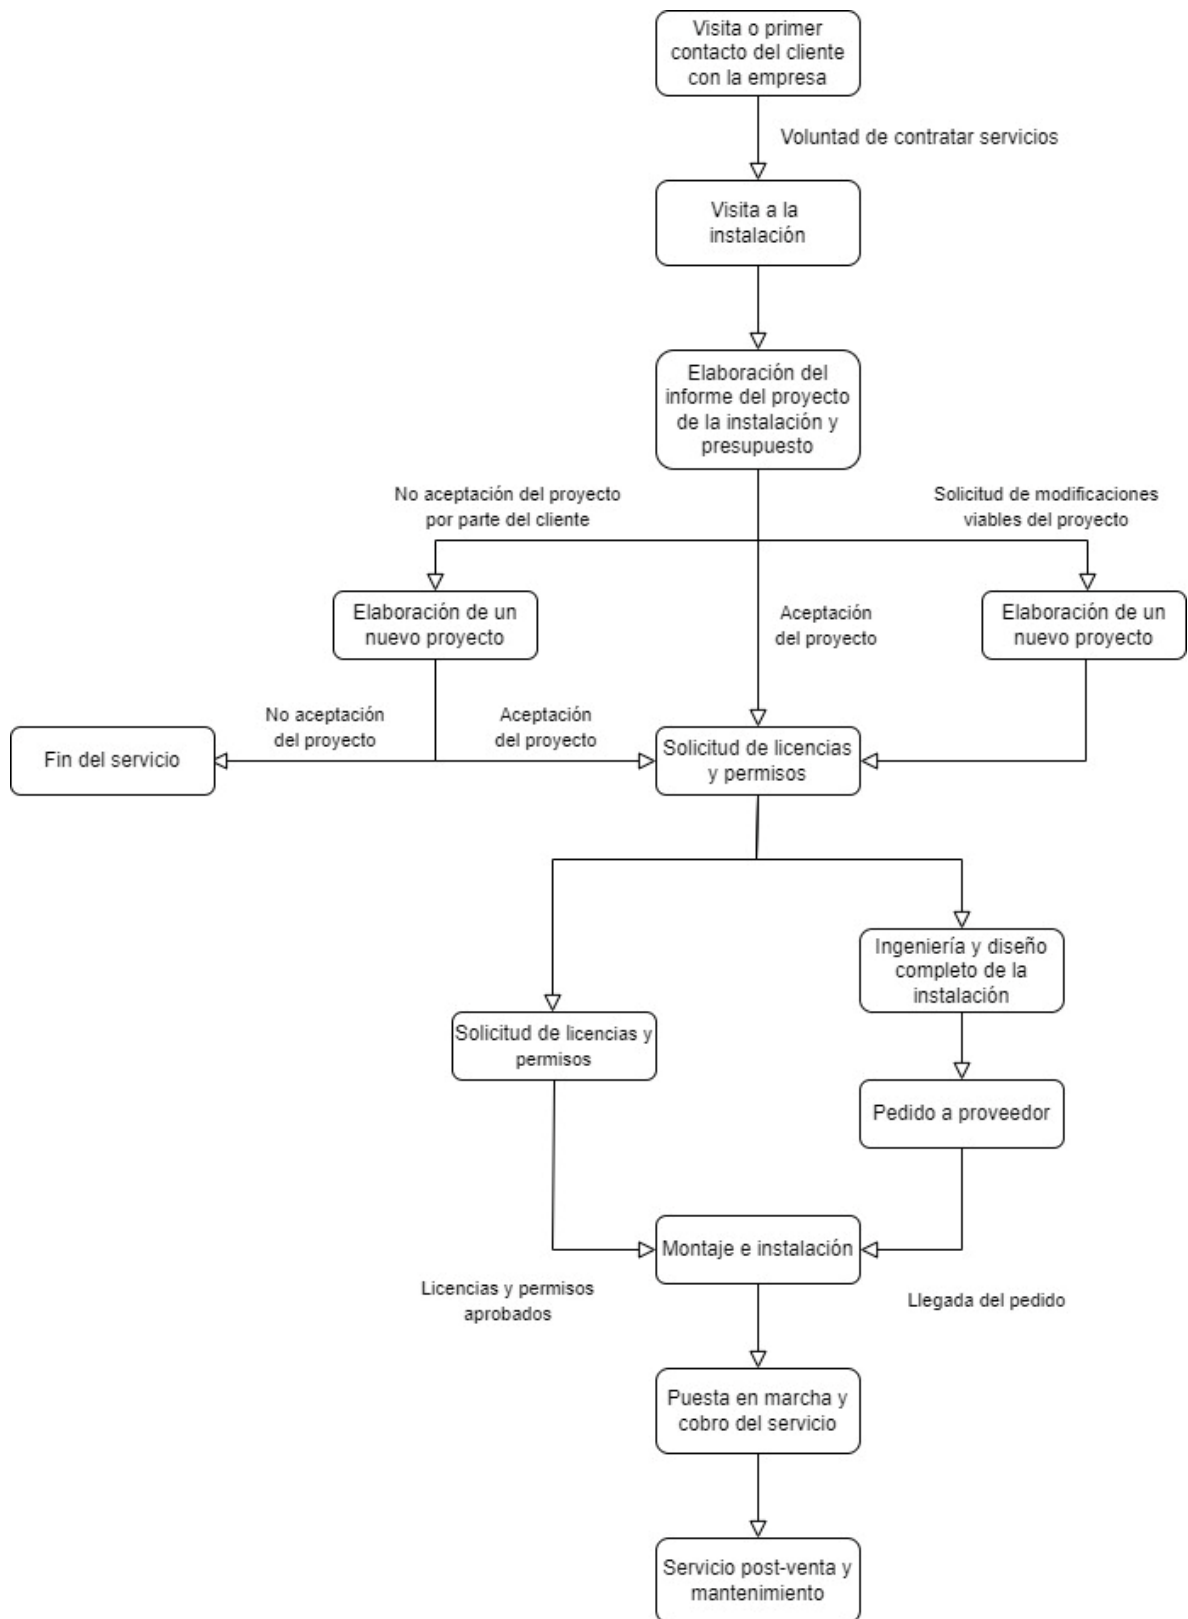 Visita o primer
contacto del cliente
con la empresa
Voluntad de contratar servicios
Visita a la
instalación
Elaboración del
informe del proyecto
de la instalación y
presupuesto
No aceptación del proyecto
por parte del cliente
Solicitud de modificaciones
viables del proyecto
Elaboración de un
nuevo proyecto
Aceptación
del proyecto
Elaboración de un
nuevo proyecto
No aceptación
del proyecto
Aceptación
del proyecto
Fin del servicio
Solicitud de licencias
y permisos
Ingeniería y diseño
completo de la
instalación
Solicitud de licencias y
permisos
Pedido a proveedor
Montaje e instalación
Licencias y permisos
aprobados
Llegada del pedido
Puesta en marcha y
cobro del servicio
Servicio post-venta y
mantenimiento